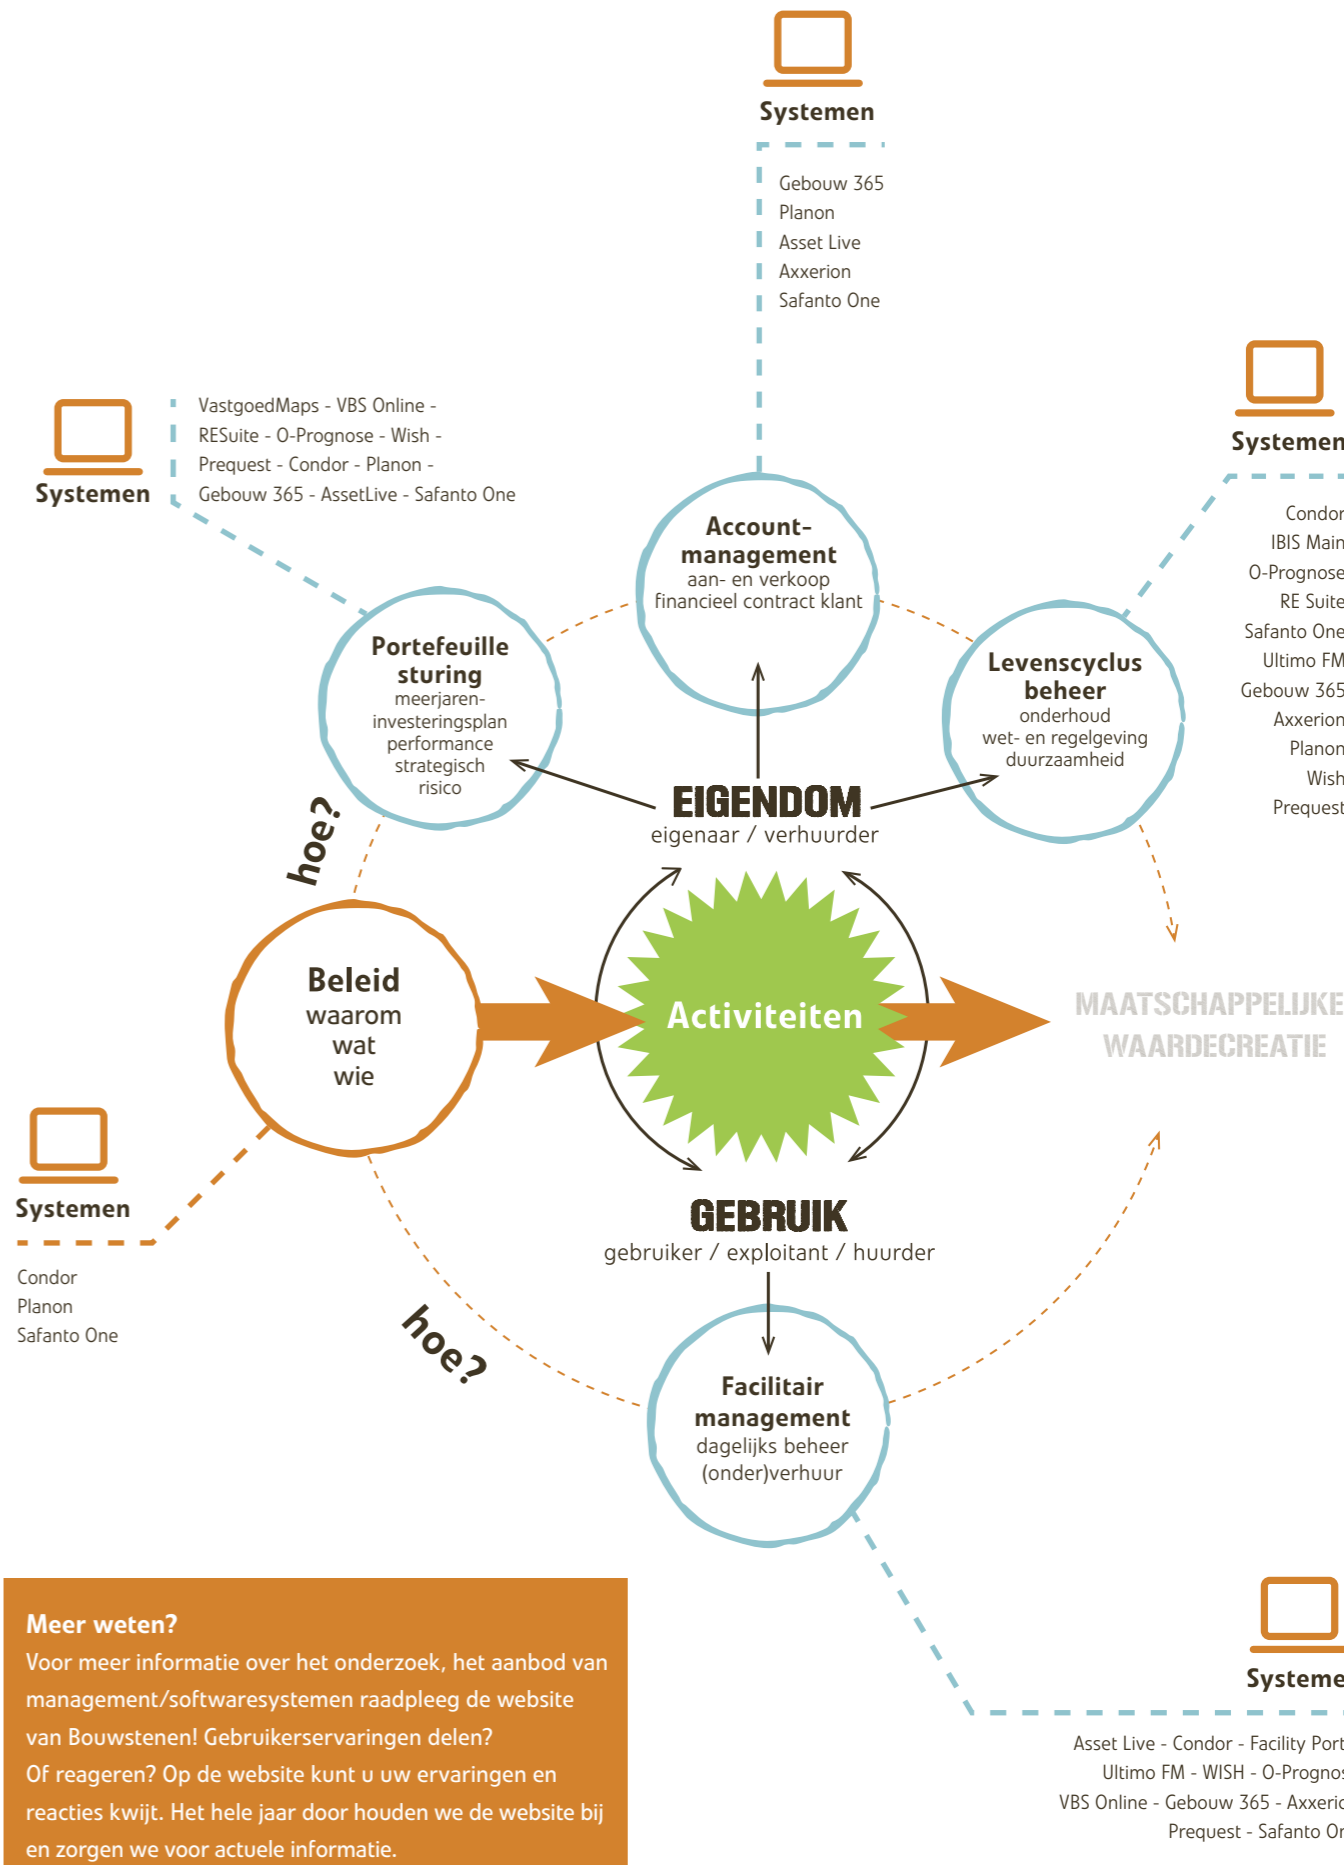 Systemen
Gebouw 365
Planon
Asset Live
Axxerion
Safanto One
Systemen
VastgoedMaps - VBS Online -
RESuite - O-Prognose - Wish -
Prequest - Condor - Planon -
Gebouw 365 - AssetLive - Safanto One
Systemen
Condor
IBIS Main
O-Prognose
RE Suite
Safanto One
Ultimo FM
Gebouw 365
Axxerion
Planon
Wish
Prequest
Account-
management
aan- en verkoop
financieel contract klant
Portefeuille
sturing
meerjaren-
investeringsplan
performance
strategisch
risico
Levenscyclus
beheer
onderhoud
wet- en regelgeving
duurzaamheid
EIGENDOM
eigenaar / verhuurder
hoe?
Beleid
waarom
wat
wie
Activiteiten
MAATSCHAPPELIJKE
WAARDECREATIE
Systemen
Condor
Planon
Safanto One
GEBRUIK
gebruiker / exploitant / huurder
hoe?
Facilitair
management
dagelijks beheer
(onder)verhuur
Systeme
Asset Live - Condor - Facility Port
Ultimo FM - WISH - O-Prognos
VBS Online - Gebouw 365 - Axxerio
Prequest - Safanto On
Meer weten?
Voor meer informatie over het onderzoek, het aanbod van
management/softwaresystemen raadpleeg de website
van Bouwstenen! Gebruikerservaringen delen?
Of reageren? Op de website kunt u uw ervaringen en
reacties kwijt. Het hele jaar door houden we de website bij
en zorgen we voor actuele informatie.